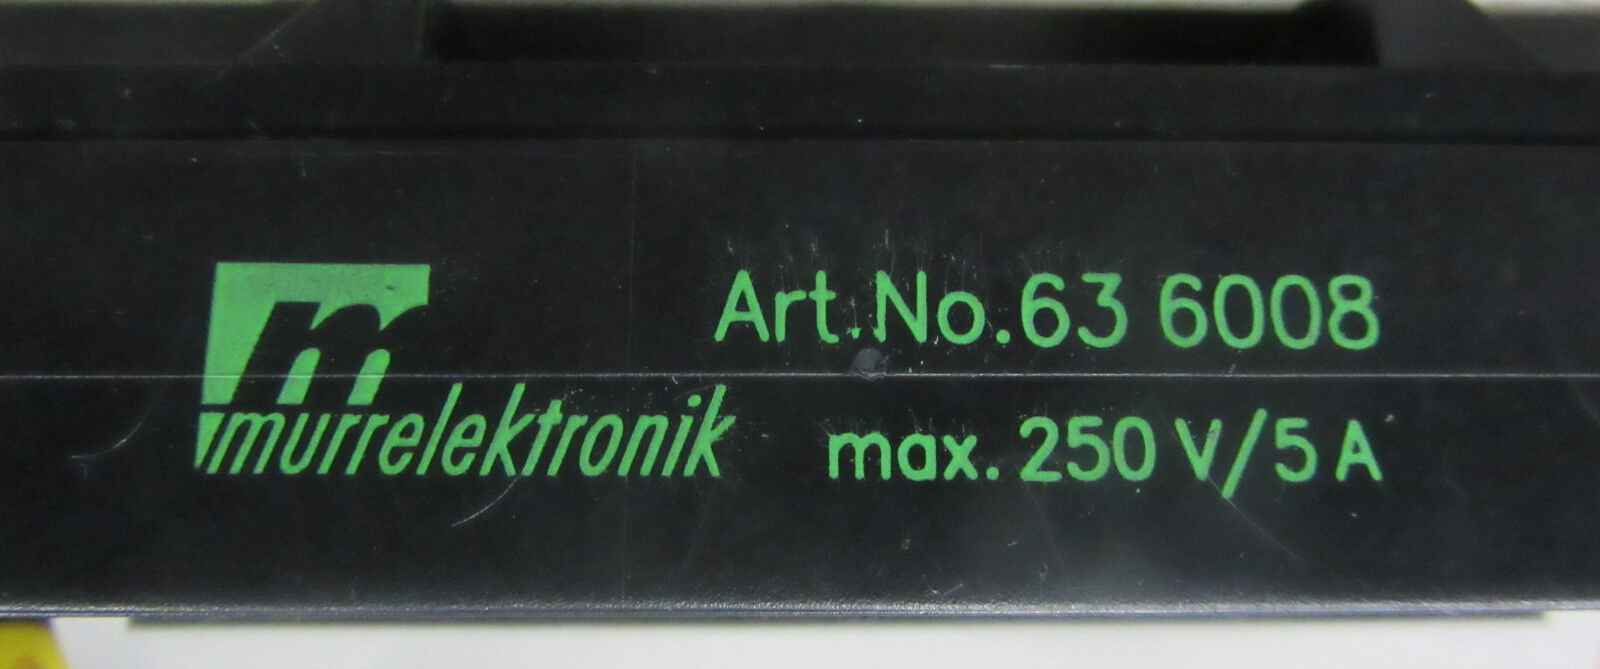 Art.No.63 6008
murrelektronik
max. 250 V/5 A